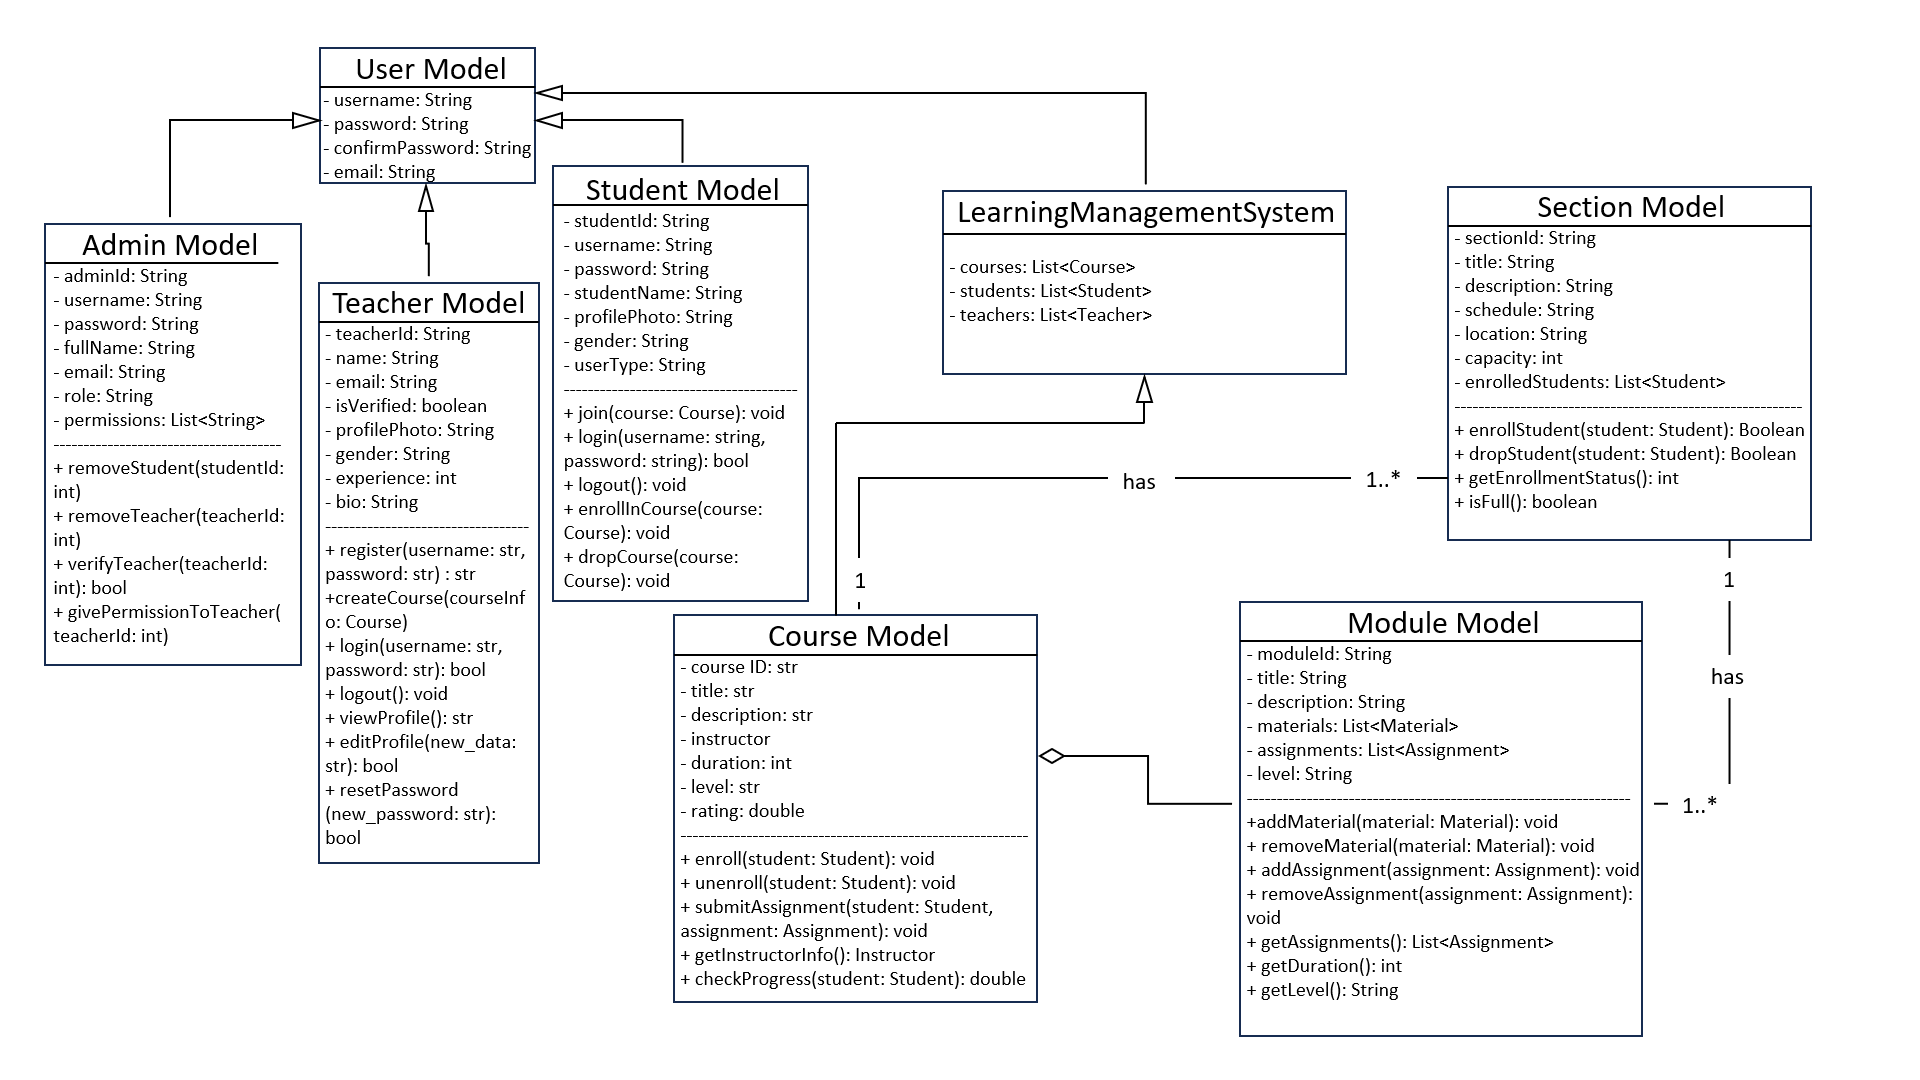 User Model
- username: String
- password: String
- confirmPassword: String
- email: String
Admin Model
- adminId: String
- username: String
- password: String
- fullName: String
- email: String
- role: String
- permissions: List<String>
--------------------------------------
+ removeStudent(studentId:
int)
+ removeTeacher(teacherId:
int)
+ verifyTeacher(teacherId:
int): bool
+ givePermissionToTeacher(
teacherId: int)
Teacher Model
- teacherId: String
- name: String
- email: String
- isVerified: boolean
- profilePhoto: String
- gender: String
- experience: int
- bio: String
----------------------------------
+ register(username: str,
password: str) : str
+createCourse(courseInf
o: Course)
+ login(username: str,
password: str): bool
+ logout(): void
+ viewProfile(): str
+ editProfile(new_data:
str): bool
+ resetPassword
(new_password: str):
bool
Student Model
- studentId: String
- username: String
- password: String
- studentName: String
- profilePhoto: String
- gender: String
- userType: String
---------------------------------------
+ join(course: Course): void
+ login(username: string,
password: string): bool
+ logout(): void
+ enrollInCourse(course:
Course): void
+ dropCourse(course:
Course): void
LearningManagementSystem
- courses: List<Course>
- students: List<Student>
- teachers: List<Teacher>
Section Model
- sectionId: String
- title: String
- description: String
- schedule: String
- location: String
- capacity: int
- enrolledStudents: List<Student>
----------------------------------------------------------
+ enrollStudent(student: Student): Boolean
+ dropStudent(student: Student): Boolean
+ getEnrollmentStatus(): int
+ isFull(): boolean
has
1..*
1
1
has
1..*
Course Model
- course ID: str
- title: str
- description: str
- instructor
- duration: int
- level: str
- rating: double
----------------------------------------------------------
+ enroll(student: Student): void
+ unenroll(student: Student): void
+ submitAssignment(student: Student,
assignment: Assignment): void
+ getInstructorInfo(): Instructor
+ checkProgress(student: Student): double
Module Model
- moduleId: String
- title: String
- description: String
- materials: List<Material>
- assignments: List<Assignment>
- level: String
----------------------------------------------------------------
+addMaterial(material: Material): void
+ removeMaterial(material: Material): void
+ addAssignment(assignment: Assignment): void
+ removeAssignment(assignment: Assignment):
void
+ getAssignments(): List<Assignment>
+ getDuration(): int
+ getLevel(): String